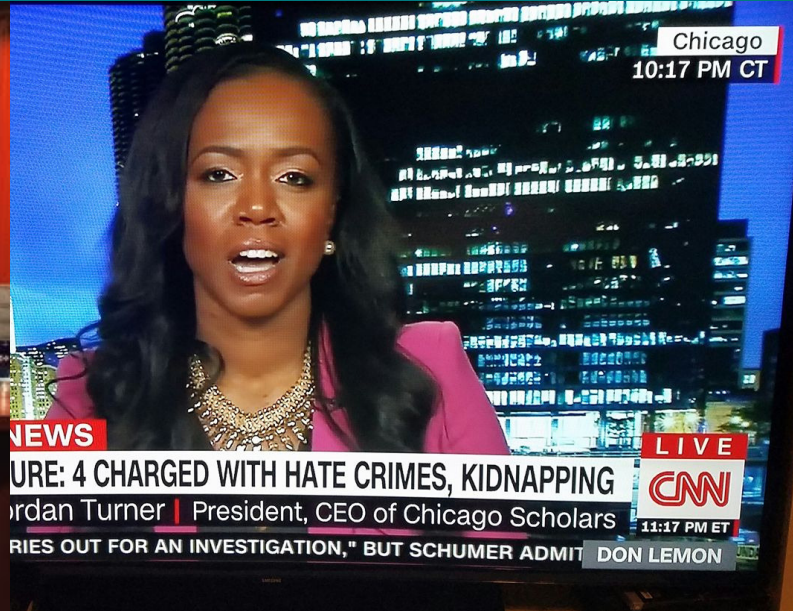 Chicago
10:17 PM CT
NEWS
URE: 4 CHARGED WITH HATE CRIMES, KIDNAPPING
ordan Turner | President, CEO of Chicago Scholars
RIES OUT FOR AN INVESTIGATION," BUT SCHUMER ADMIT
LIVE
CNN
11:17 PM ET
DON LEMON